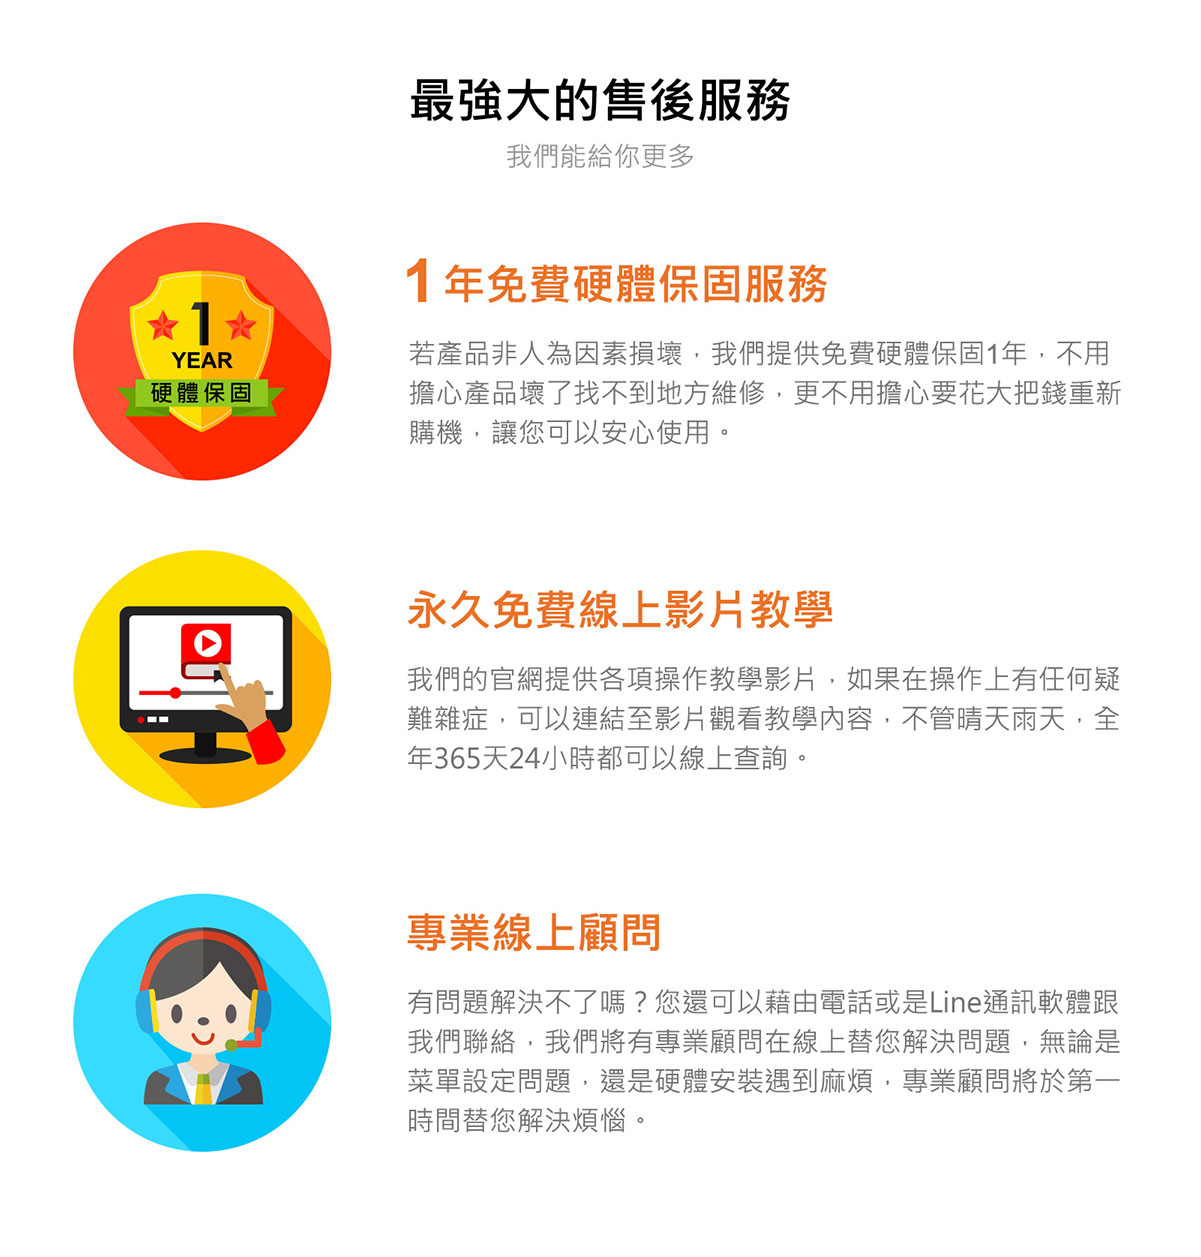 最強大的售後服務
我們能給你更多
1
YEAR
硬體保固
1年免費硬體保固服務
若產品非人為因素損壞，我們提供免費硬體保固1年，不用
擔心產品壞了找不到地方維修，更不用擔心要花大把錢重新
購機，讓您可以安心使用。
永久免費線上影片教學
我們的官網提供各項操作教學影片，如果在操作上有任何疑
難雜症，可以連結至影片觀看教學內容，不管晴天雨天，全
年365天24小時都可以線上查詢。
專業線上顧問
有問題解決不了嗎？您還可以藉由電話或是Line通訊軟體跟
我們聯絡，我們將有專業顧問在線上替您解決問題，無論是
菜單設定問題，還是硬體安裝遇到麻煩，專業顧問將於第一
時間替您解決煩惱。